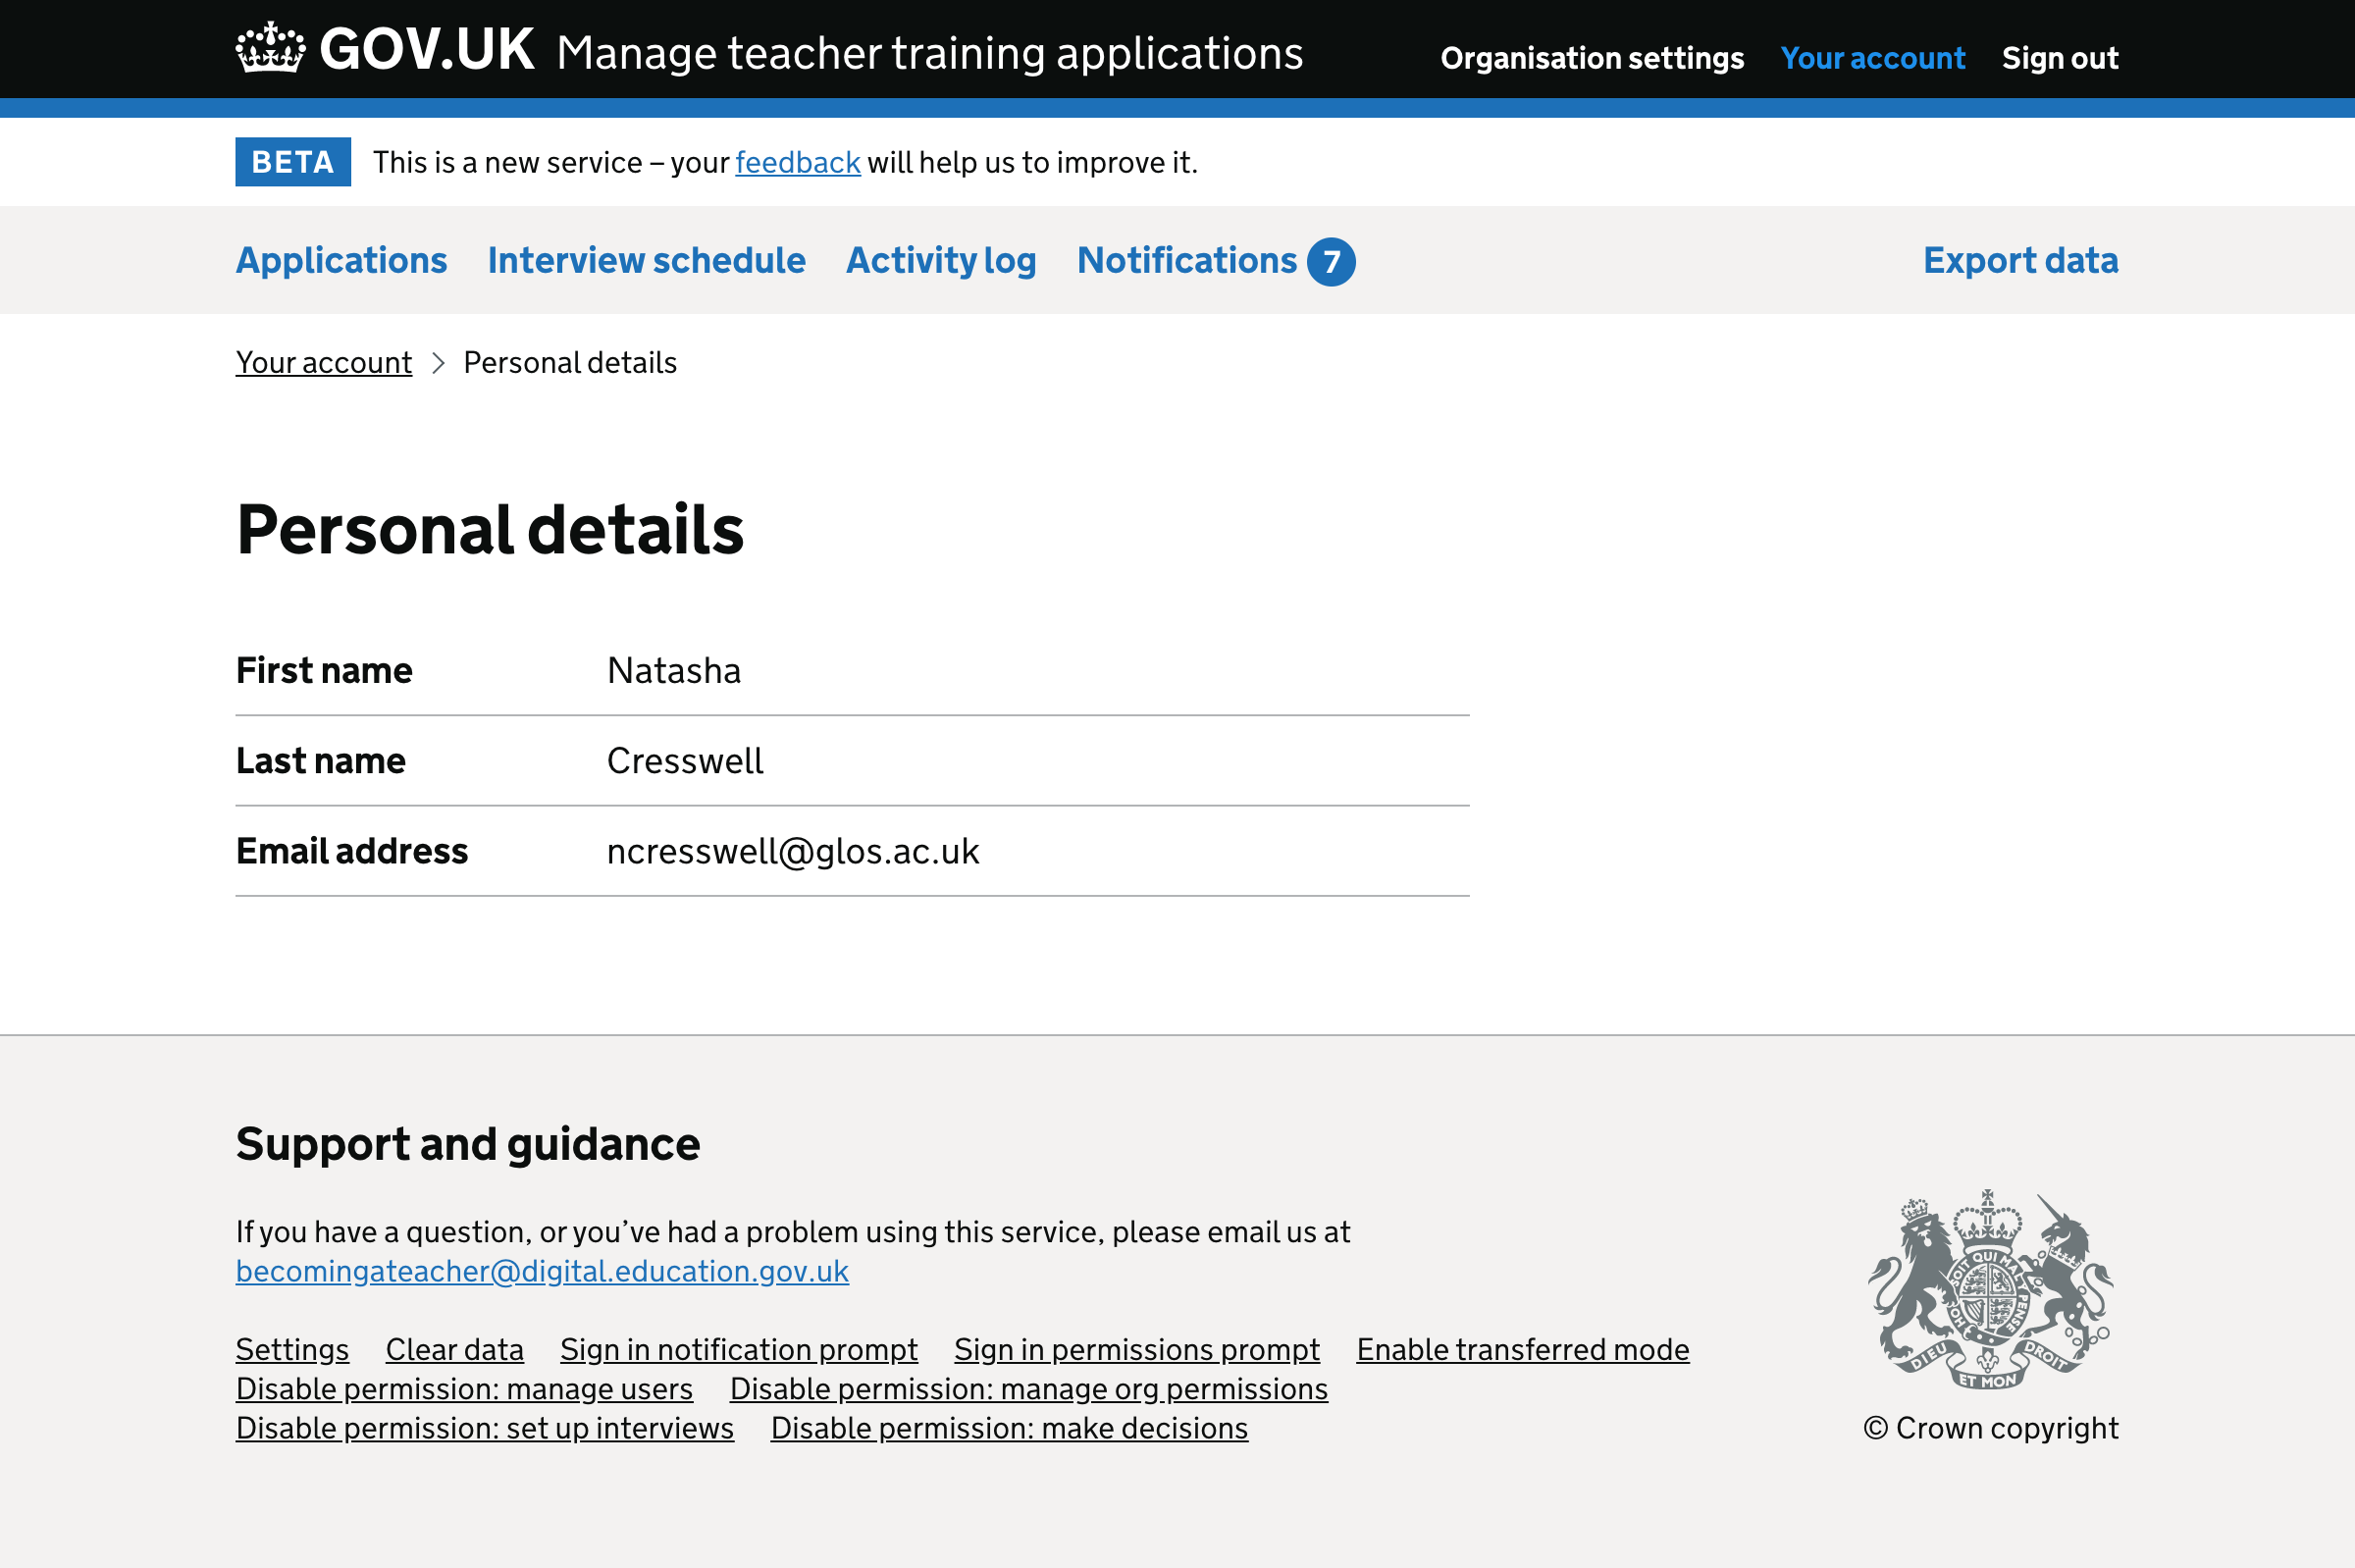 GOV.UK Manage teacher training applications Organisation settings Your account Sign out
BETA This is a new service – your feedback will help us to improve it.
Applications Interview schedule Activity log Notifications 7 Export data
Your account Personal details
Personal details
First name Natasha
Last name Cresswell
Email address ncresswell@glos.ac.uk
Support and guidance
If you have a question, or you’ve had a problem using this service, please email us at
becomingateacher@digital.education.gov.uk
Settings Clear data Sign in notification prompt Sign in permissions prompt Enable transferred mode
Disable permission: manage users Disable permission: manage org permissions
Disable permission: set up interviews Disable permission: make decisions
SOIT QUI MAL Y PENSE
DIEU ET MON DROIT
© Crown copyright